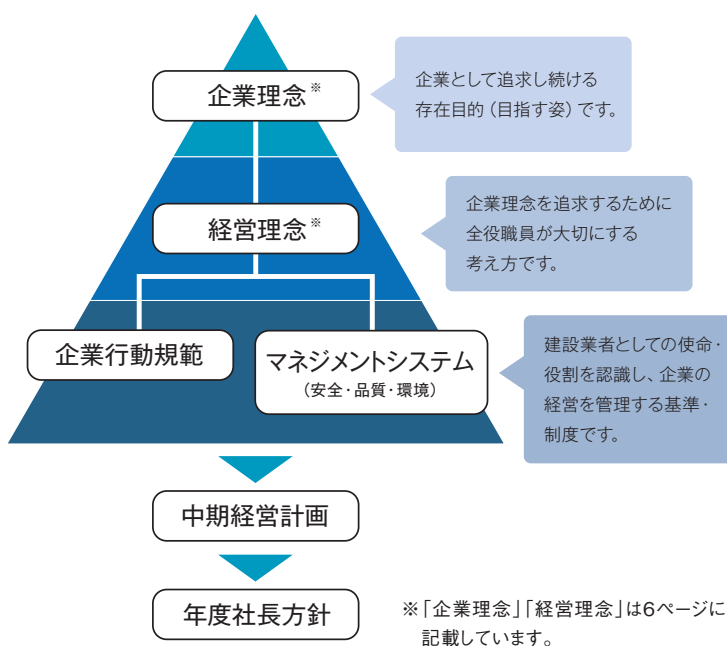 企業理念※
企業として追求し続ける
存在目的（目指す姿）です。
経営理念※
企業理念を追求するために
全役職員が大切にする
考え方です。
企業行動規範
マネジメントシステム
（安全・品質・環境）
建設業者としての使命・
役割を認識し、企業の
経営を管理する基準・
制度です。
中期経営計画
年度社長方針
※「企業理念」「経営理念」は6ページに
記載しています。